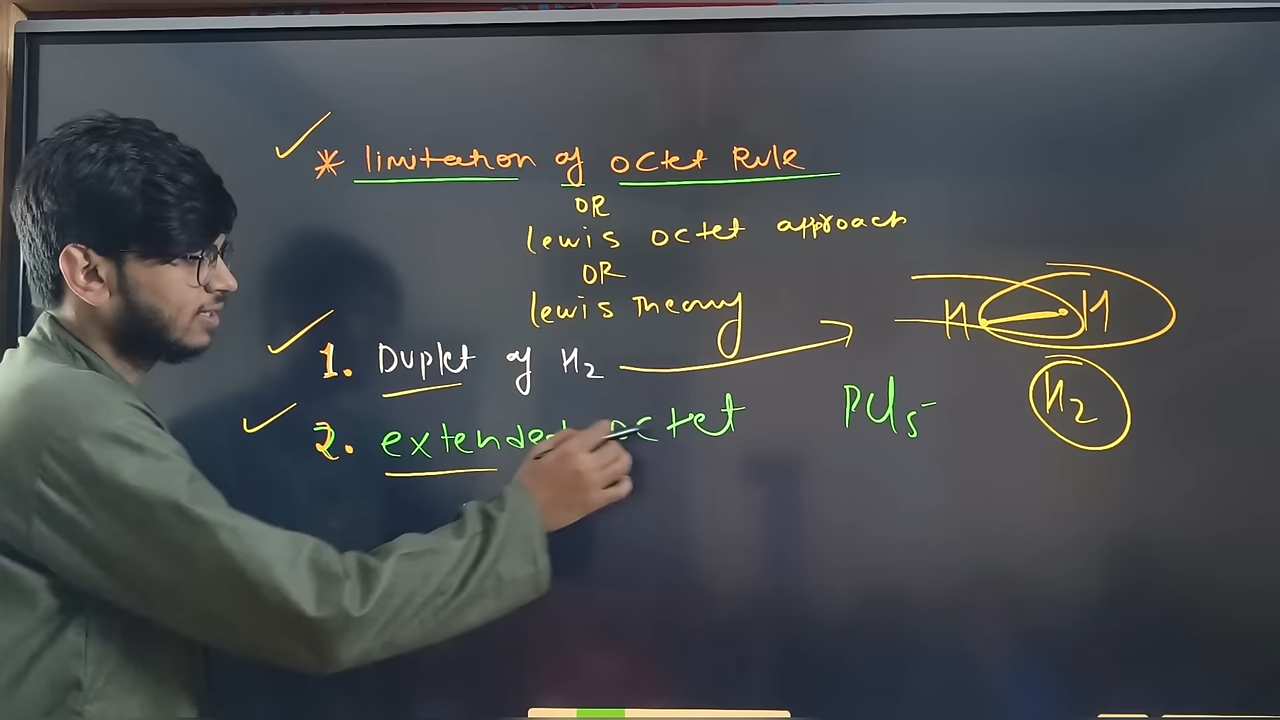 * limitation of octet Rule
OR
lewis octet approach
OR
lewis Theory
1. Duplet of H2
H H
2. extended octet
PCl5
H2